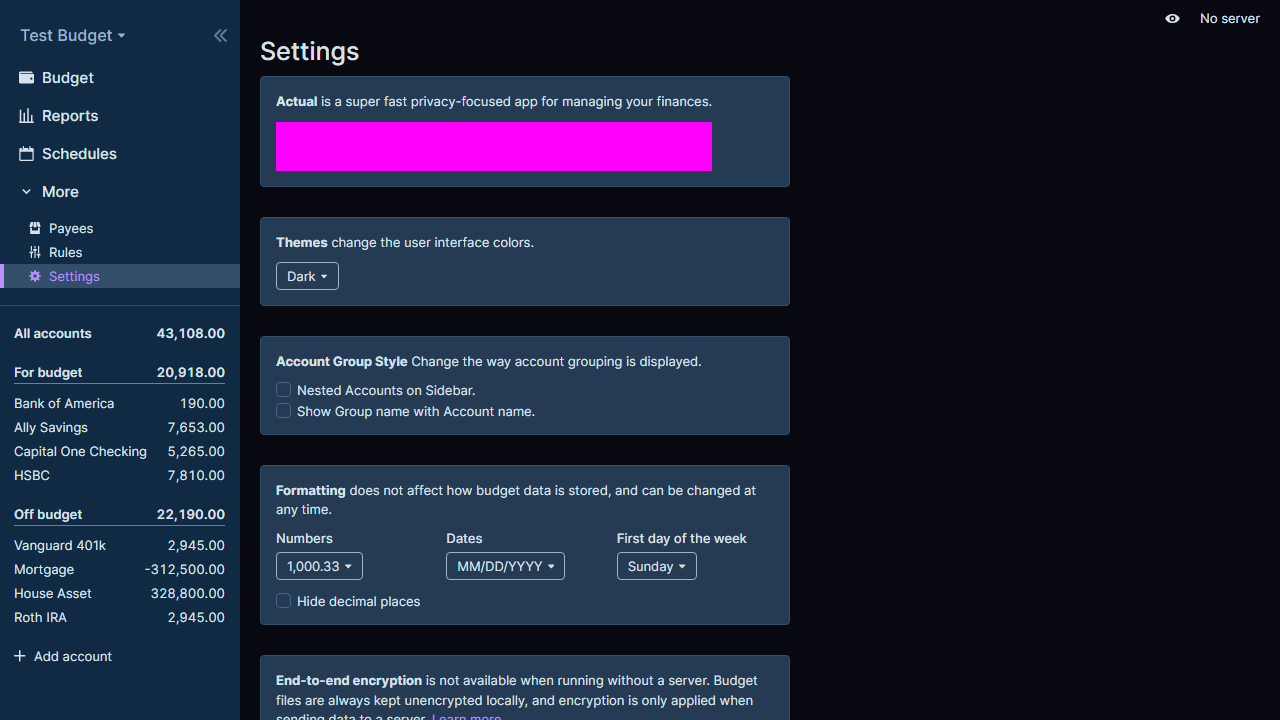 Test Budget
Budget
Reports
Schedules
More
Payees
Rules
Settings
All accounts 43,108.00
For budget 20,918.00
Bank of America 190.00
Ally Savings 7,653.00
Capital One Checking 5,265.00
HSBC 7,810.00
Off budget 22,190.00
Vanguard 401k 2,945.00
Mortgage -312,500.00
House Asset 328,800.00
Roth IRA 2,945.00
Add account
No server
Settings
Actual is a super fast privacy-focused app for managing your finances.
Themes change the user interface colors.
Dark
Account Group Style Change the way account grouping is displayed.
Nested Accounts on Sidebar.
Show Group name with Account name.
Formatting does not affect how budget data is stored, and can be changed at
any time.
Numbers Dates First day of the week
1,000.33 MM/DD/YYYY Sunday
Hide decimal places
End-to-end encryption is not available when running without a server. Budget
files are always kept unencrypted locally, and encryption is only applied when
sending data to a server. Learn more